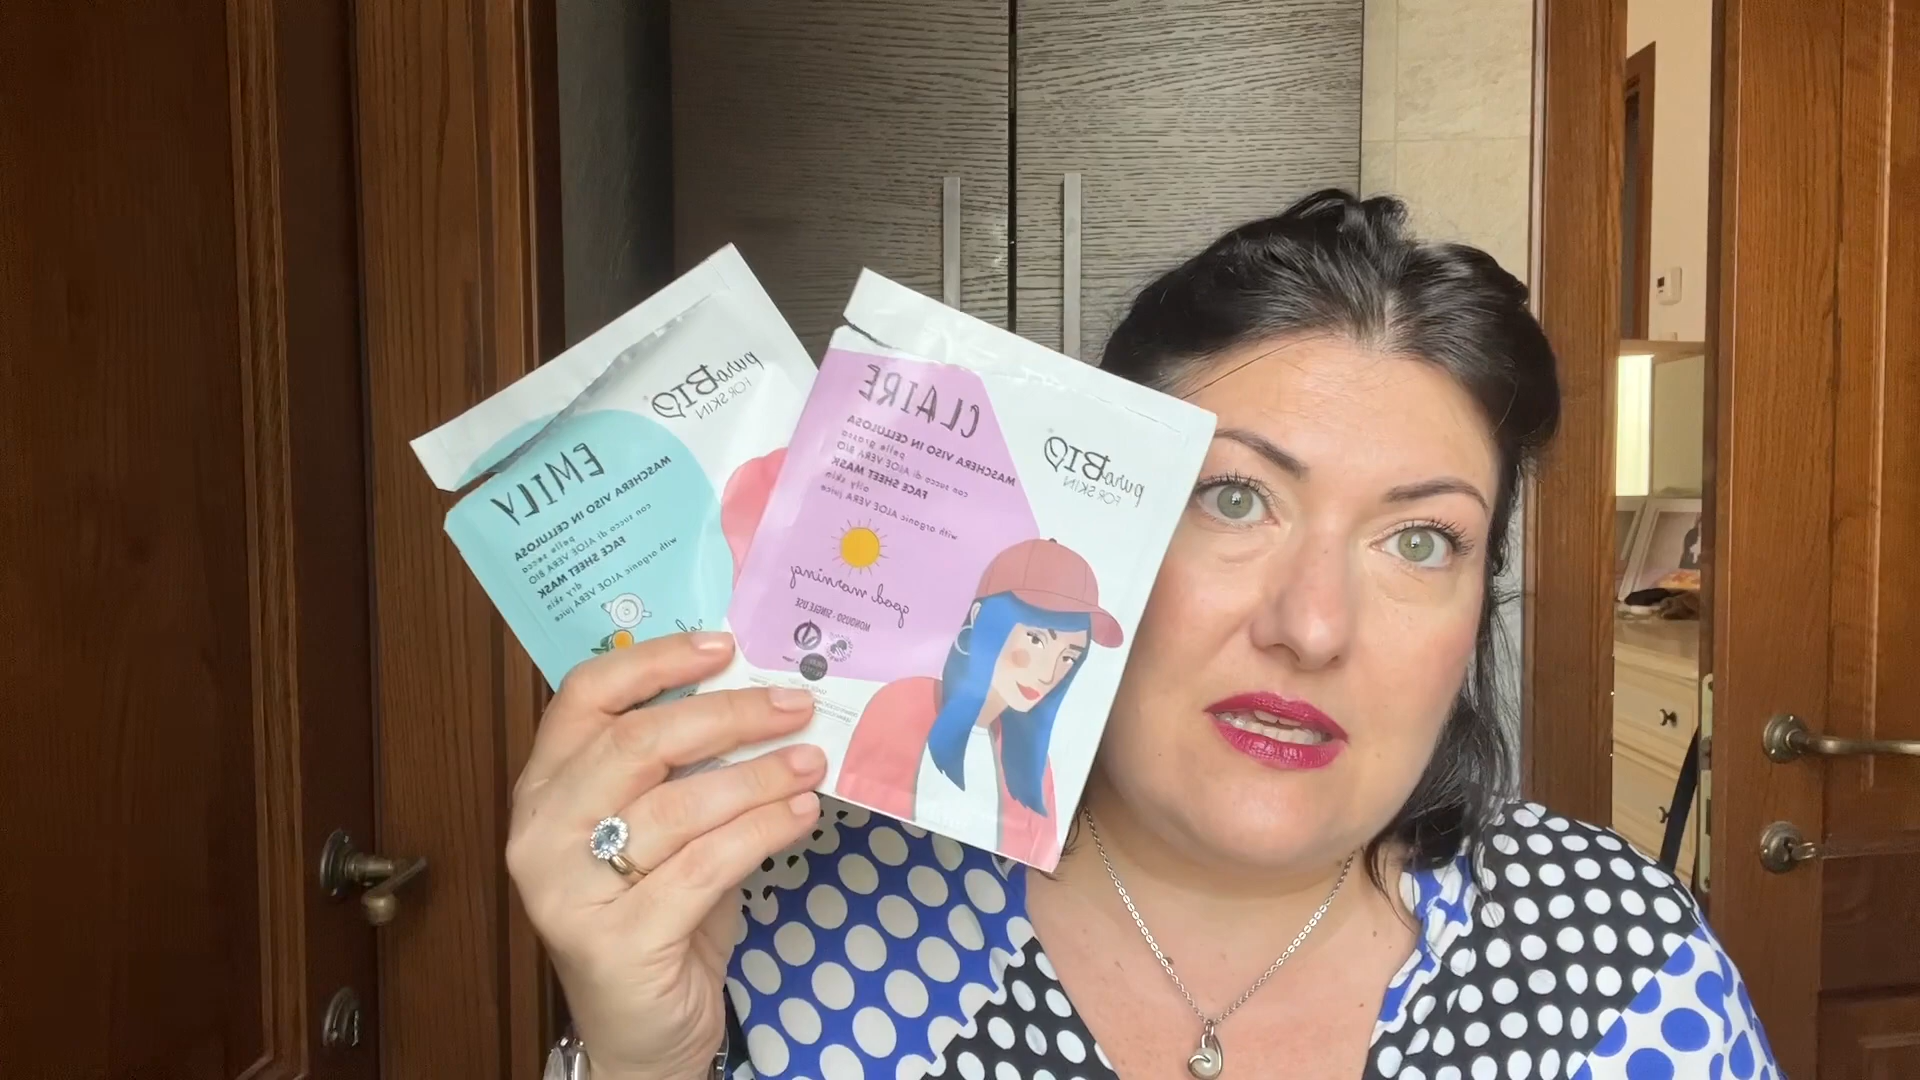 puroBIO
FOR SKIN
EMILY
MASCHERA VISO IN CELLULOSA
pelle secca
con succo di ALOE VERA BIO
FACE SHEET MASK
dry skin
with organic ALOE VERA juice
puroBIO
FOR SKIN
CLAIRE
MASCHERA VISO IN CELLULOSA
pelle grassa
con succo di ALOE VERA BIO
FACE SHEET MASK
oily skin
with organic ALOE VERA juice
good morning
MONOUSO - SINGLE USE